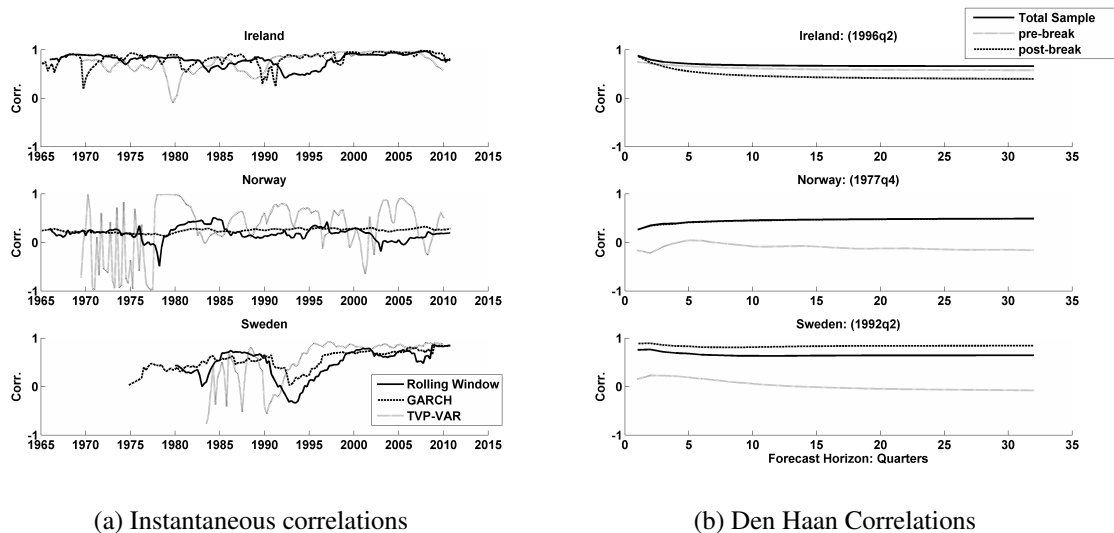 Ireland
Corr.
1
0
-1
1965 1970 1975 1980 1985 1990 1995 2000 2005 2010 2015
Norway
Corr.
1
0
-1
1965 1970 1975 1980 1985 1990 1995 2000 2005 2010 2015
Sweden
Corr.
1
0
-1
1965 1970 1975 1980 1985 1990 1995 2000 2005 2010 2015
Rolling Window
GARCH
TVP-VAR
(a) Instantaneous correlations
Total Sample
pre-break
post-break
Ireland: (1996q2)
Corr.
1
0
-1
0 5 10 15 20 25 30 35
Norway: (1977q4)
Corr.
1
0
-1
0 5 10 15 20 25 30 35
Sweden: (1992q2)
Corr.
1
0
-1
0 5 10 15 20 25 30 35
Forecast Horizon: Quarters
(b) Den Haan Correlations